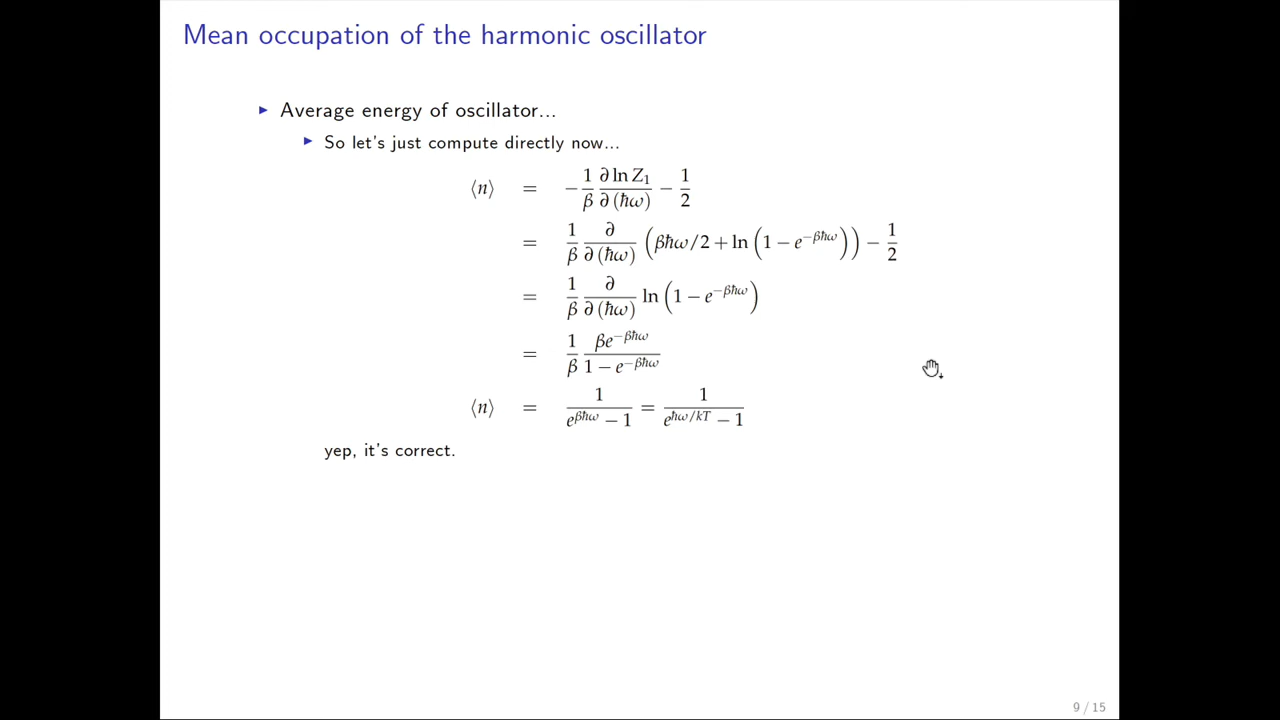 Mean occupation of the harmonic oscillator
▶ Average energy of oscillator...
▶ So let's just compute directly now...
⟨n⟩ = −(1/β) ∂ ln Z₁/∂(ħω) − 1/2
= (1/β) ∂/∂(ħω) (βħω/2 + ln(1 − e^{−βħω})) − 1/2
= (1/β) ∂/∂(ħω) ln(1 − e^{−βħω})
= (1/β) βe^{−βħω}/(1 − e^{−βħω})
⟨n⟩ = 1/(e^{βħω} − 1) = 1/(e^{ħω/kT} − 1)
yep, it's correct.
9 / 15